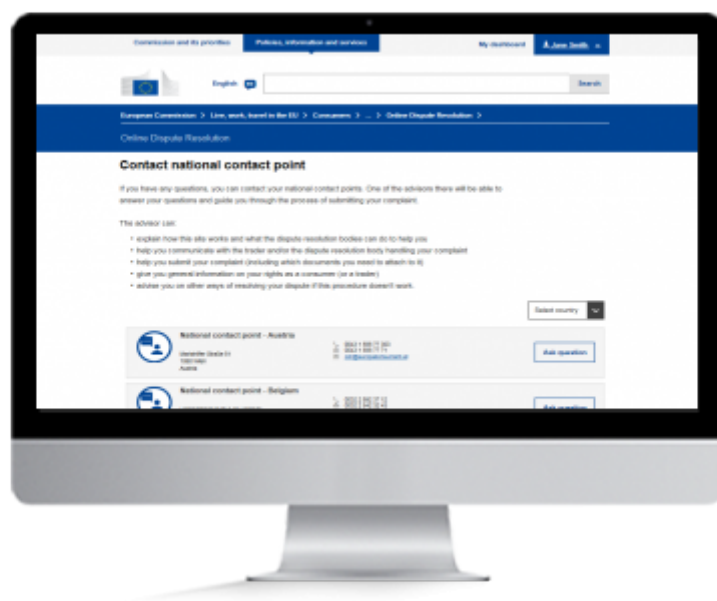 Commission and its priorities Policies, information and services My dashboard Jane Smith
English Search
European Commission > Live, work, travel in the EU > Consumers > ... > Online Dispute Resolution >
Online Dispute Resolution
Contact national contact point
If you have any questions, you can contact your national contact points. One of the advisors there will be able to
answer your questions and guide you through the process of submitting your complaint.
The advisor can:
• explain how this site works and what the dispute resolution bodies can do to help you
• help you communicate with the trader and/or the dispute resolution body handling your complaint
• help you submit your complaint (including which documents you need to attach to it)
• give you general information on your rights as a consumer (or a trader)
• advise you on other ways of resolving your dispute if this procedure doesn't work.
Select country
National contact point - Austria
Austria
Ask question
National contact point - Belgium
Ask question